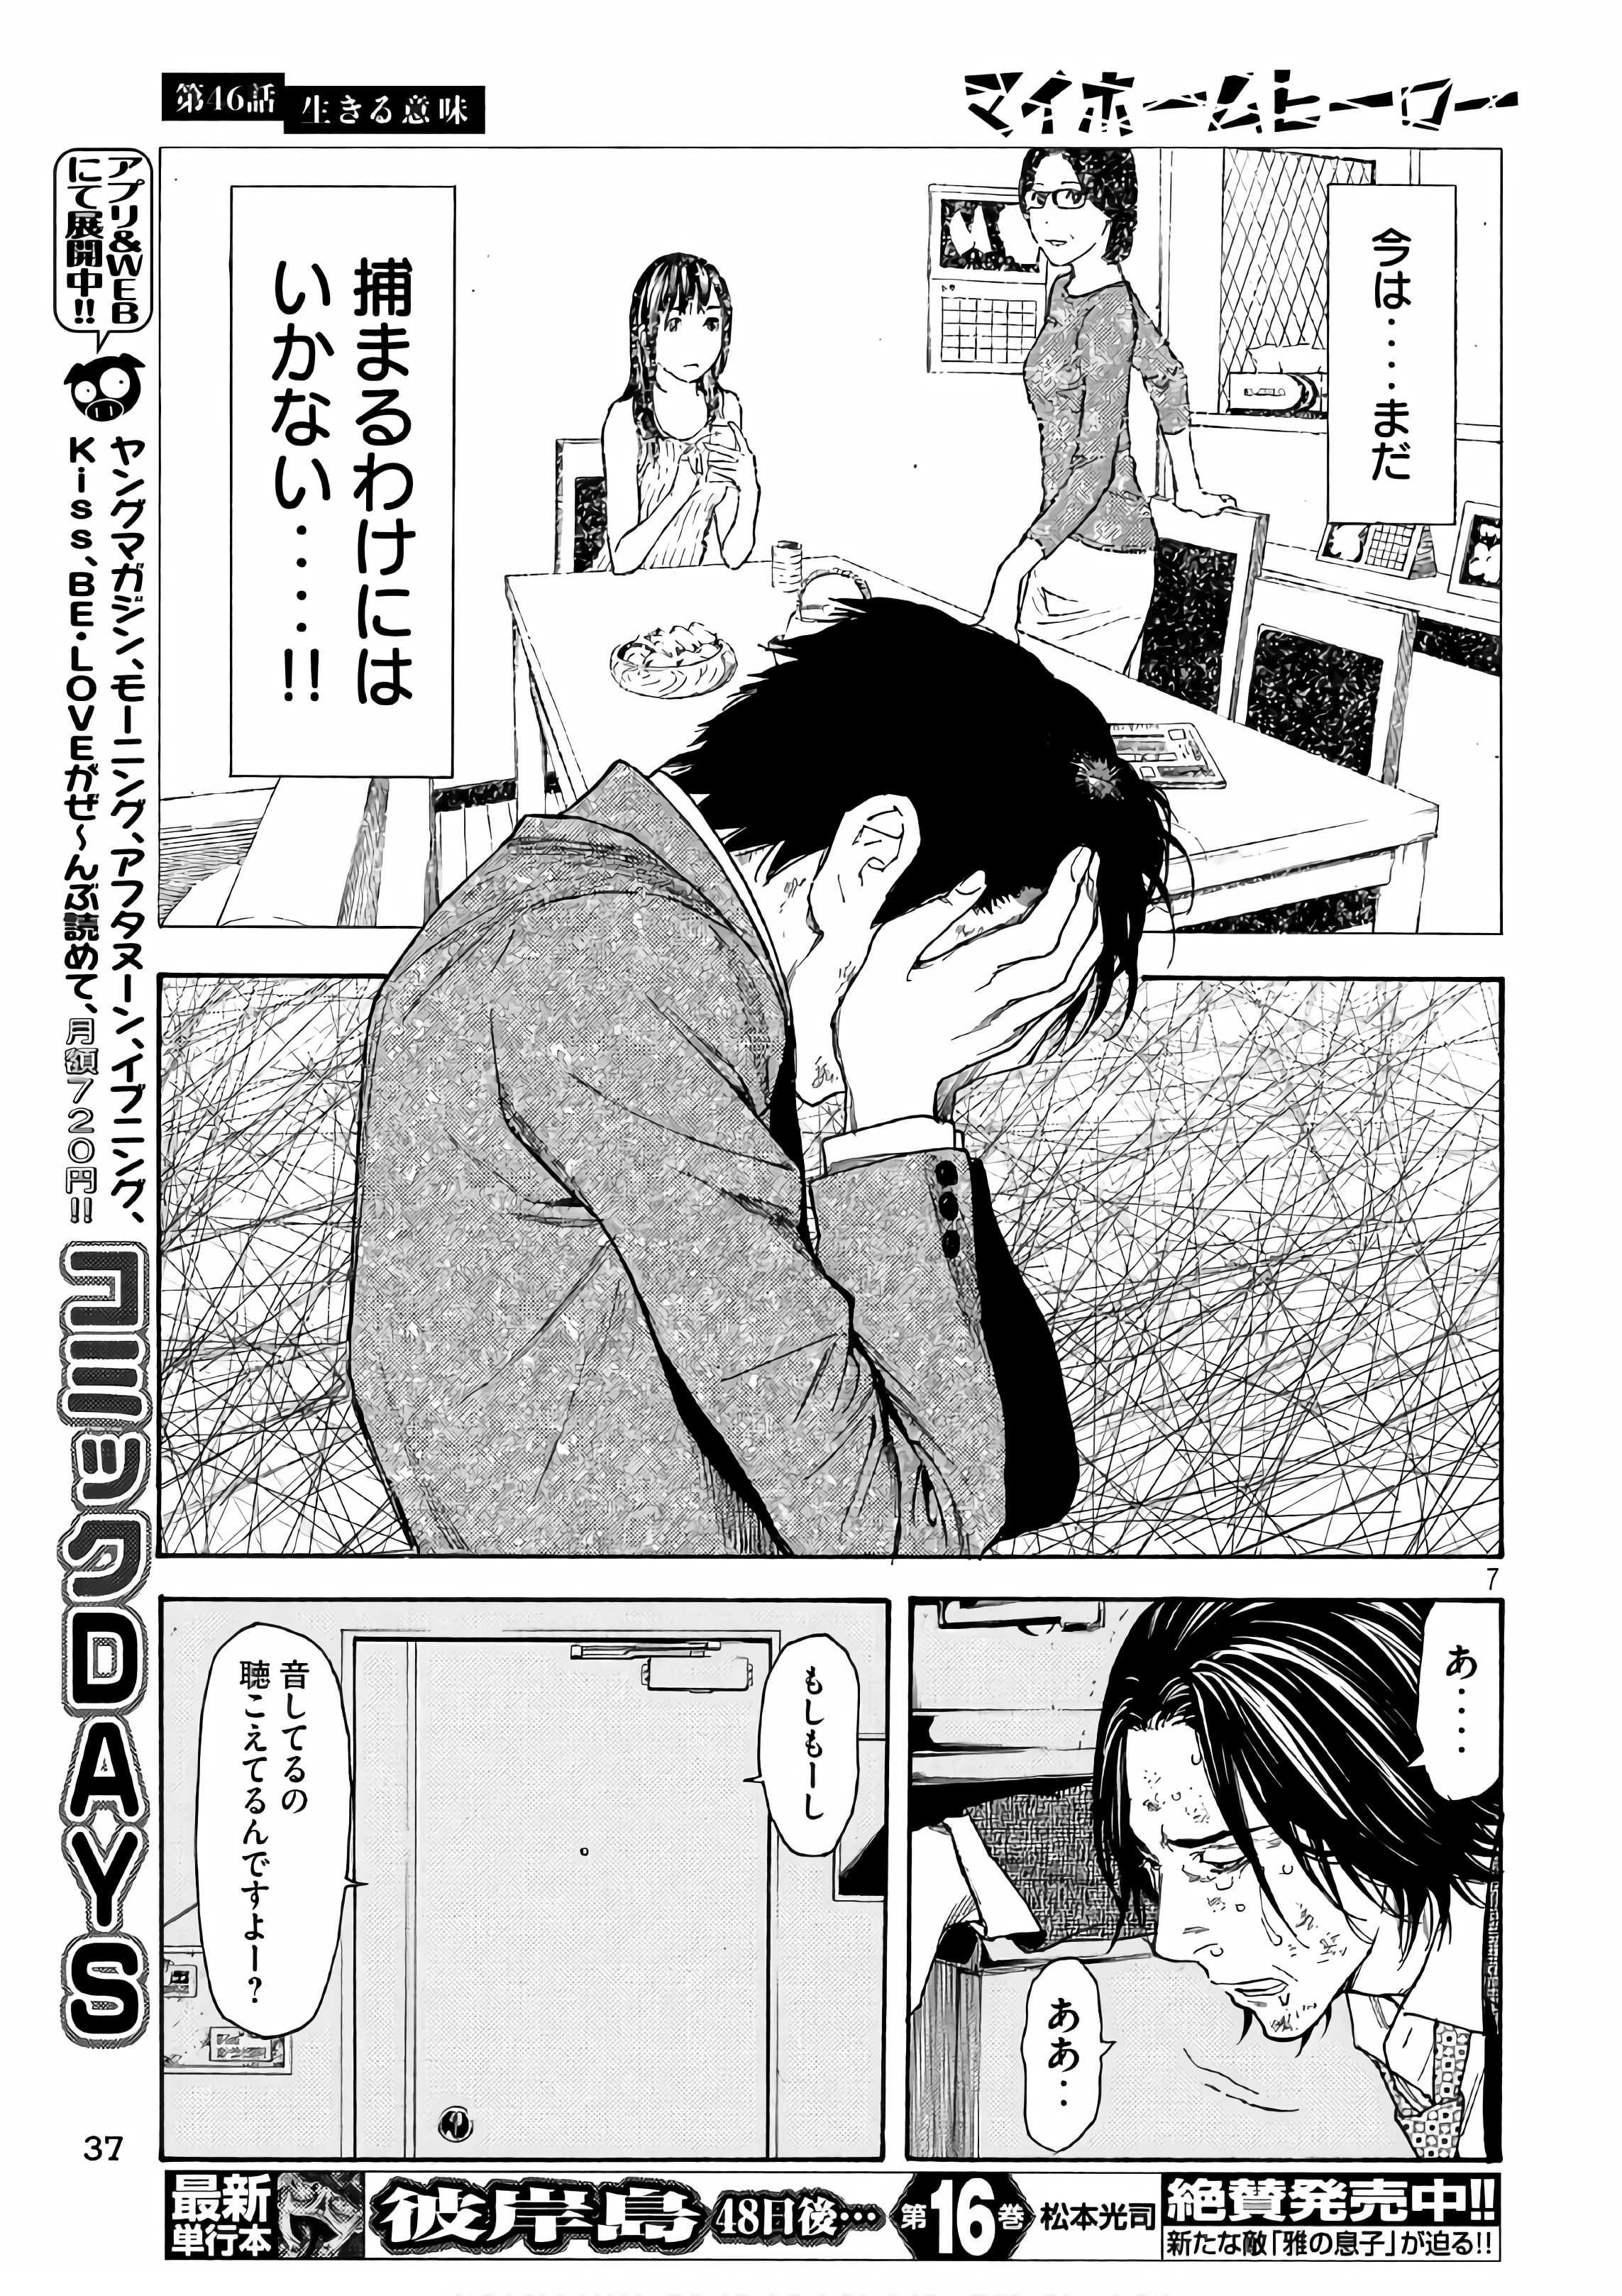 マイホームヒーロー
第46話
生きる意味
今は‥‥まだ
捕まるわけには
いかない‥‥‥!!
アプリ&WEB
にて展開中!!
ヤングマガジン、モーニング、アフタヌーン、イブニング、
Kiss、BE・LOVEがぜ〜んぶ読めて、月額720円!!
コミックDAYS
7
あ‥‥
ああ‥
もしもーし
音してるの
聴こえてるんですよー?
37
最新
単行本
彼岸島 48日後…
第16巻
松本光司
絶賛発売中!!
新たな敵「雅の息子」が迫る!!